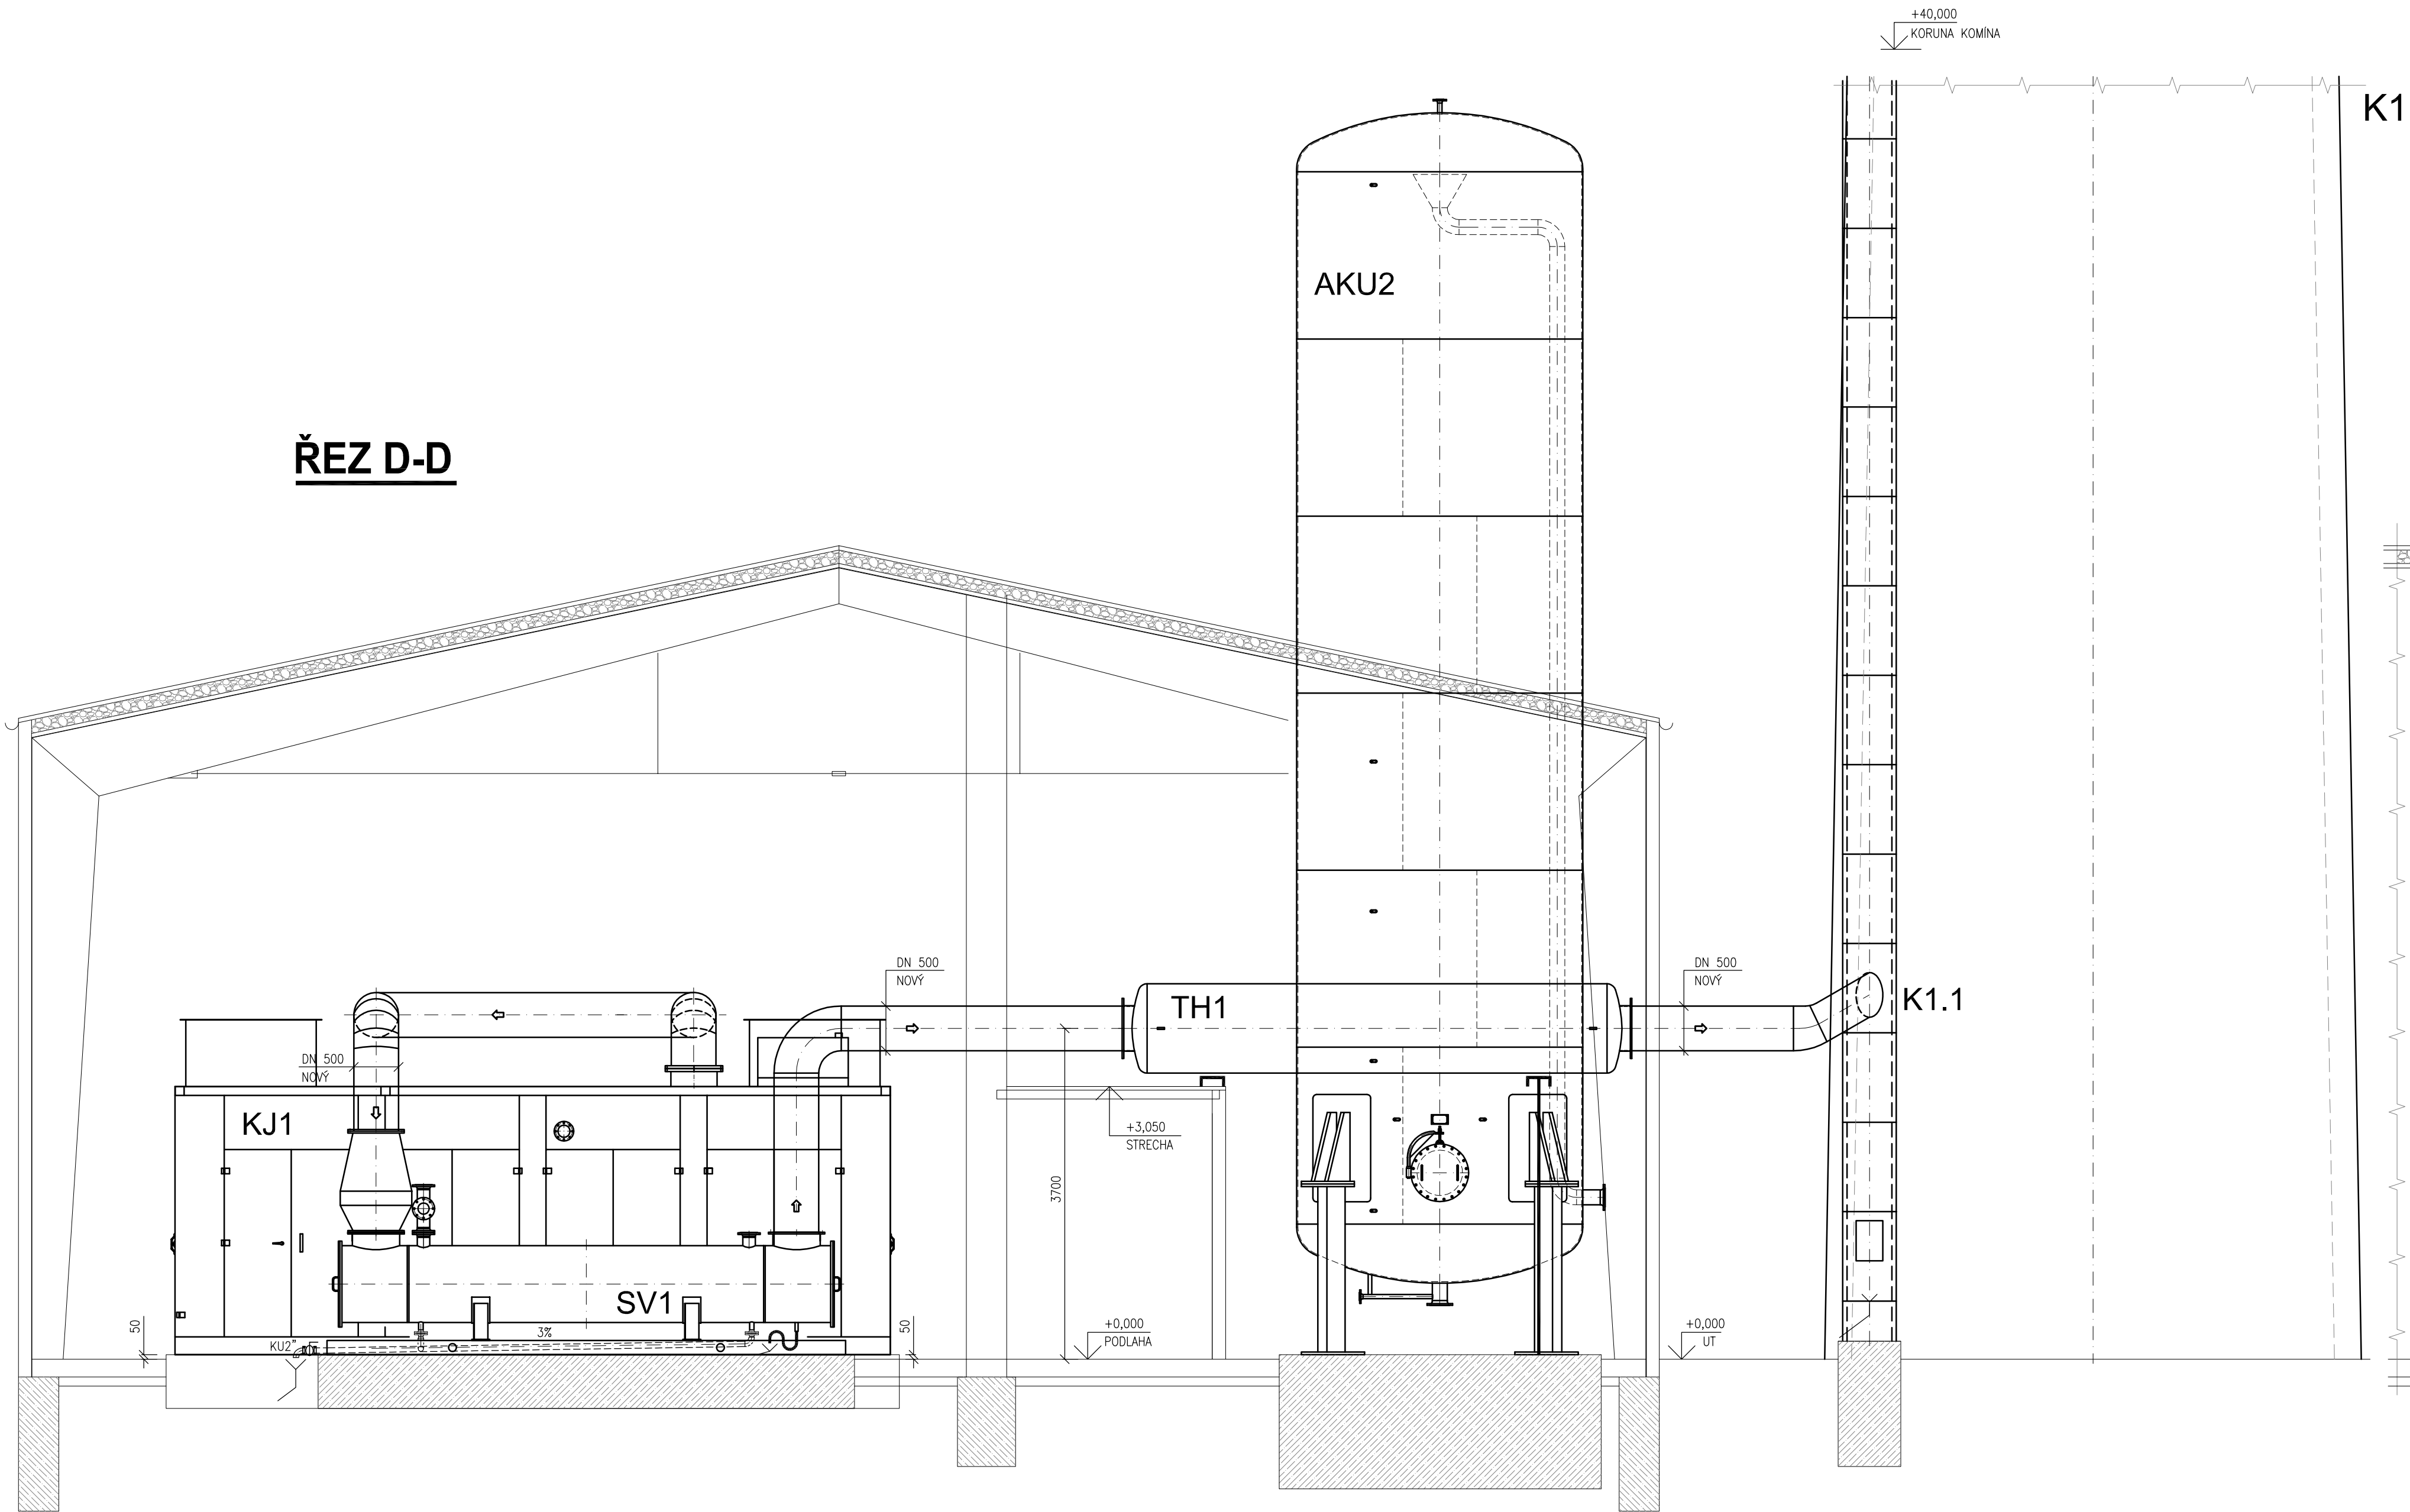 +40,000
KORUNA KOMÍNA
K1
AKU2
ŘEZ D-D
DN 500
NOVÝ
DN 500
NOVÝ
TH1
K1.1
DN 500
NOVÝ
KJ1
+3,050
STRECHA
3700
SV1
50
KU2"
3%
50
+0,000
PODLAHA
+0,000
UT